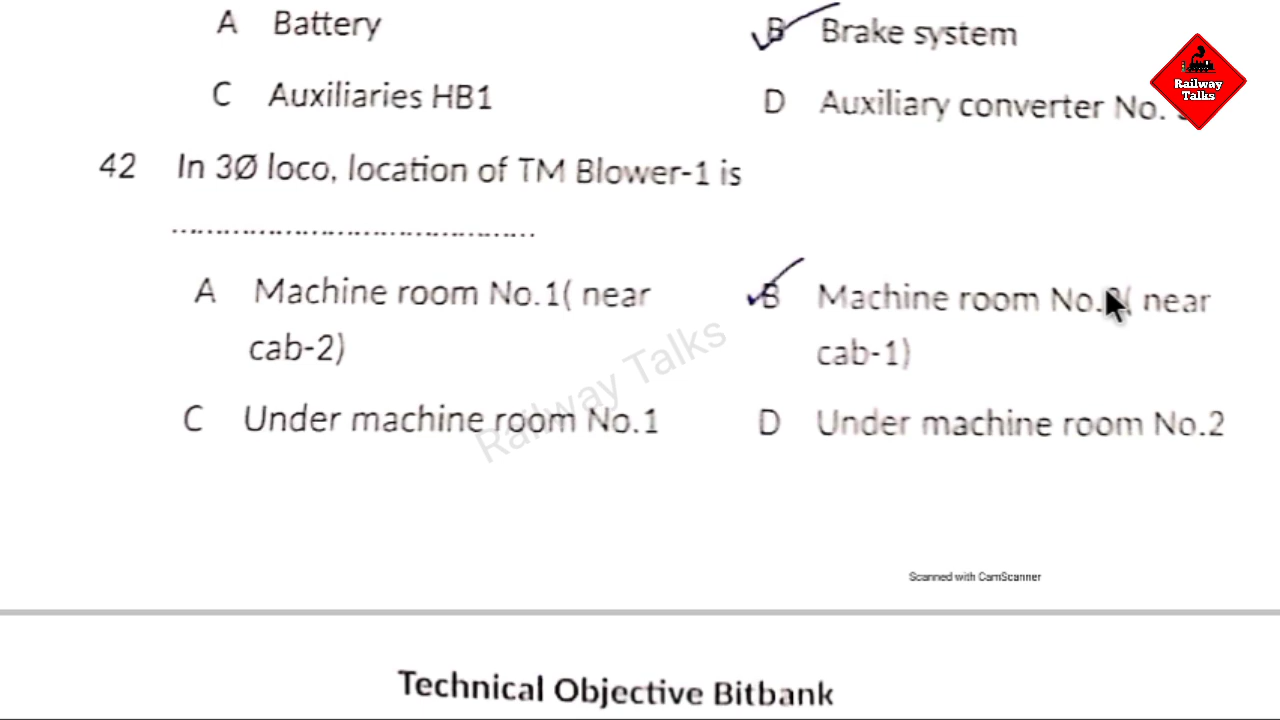 A Battery
B Brake system
Railway
Talks
C Auxiliaries HB1
D Auxiliary converter No.
42 In 3Ø loco, location of TM Blower-1 is
........................................
A Machine room No.1( near
cab-2)
B Machine room No. ( near
cab-1)
Railway Talks
C Under machine room No.1
D Under machine room No.2
Scanned with CamScanner
Technical Objective Bitbank